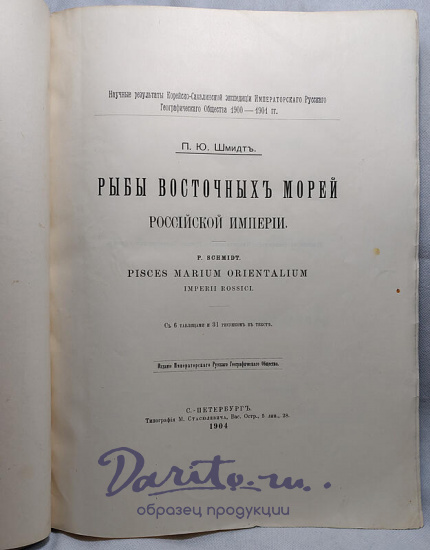 Научные результаты Корейско-Сахалинской экспедиціи Императорскаго Русскаго
Географическаго Общества 1900—1901 гг.
П. Ю. Шмидтъ.
РЫБЫ ВОСТОЧНЫХЪ МОРЕЙ
РОССІЙСКОЙ ИМПЕРІИ.
P. SCHMIDT.
PISCES MARIUM ORIENTALIUM
IMPERII ROSSICI.
Съ 6 таблицами и 31 рисункомъ въ текстѣ.
Изданіе Императорскаго Русскаго Географическаго Общества.
С.-ПЕТЕРБУРГЪ.
Типографія М. Стасюлевича, Вас. Остр., 5 лин., 28.
1904
Darito.ru.
образец продукции